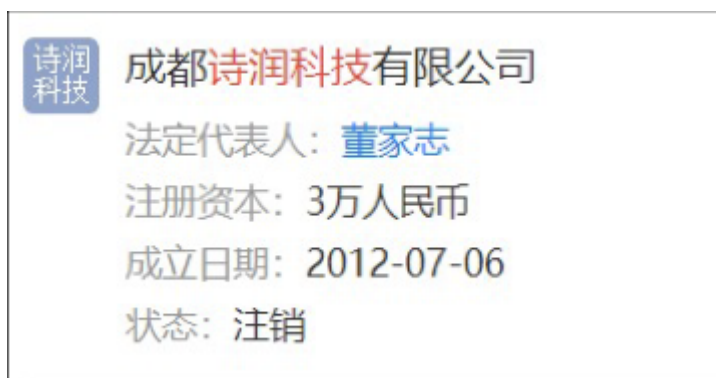 诗润
科技
成都诗润科技有限公司
法定代表人：董家志
注册资本：3万人民币
成立日期：2012-07-06
状态：注销